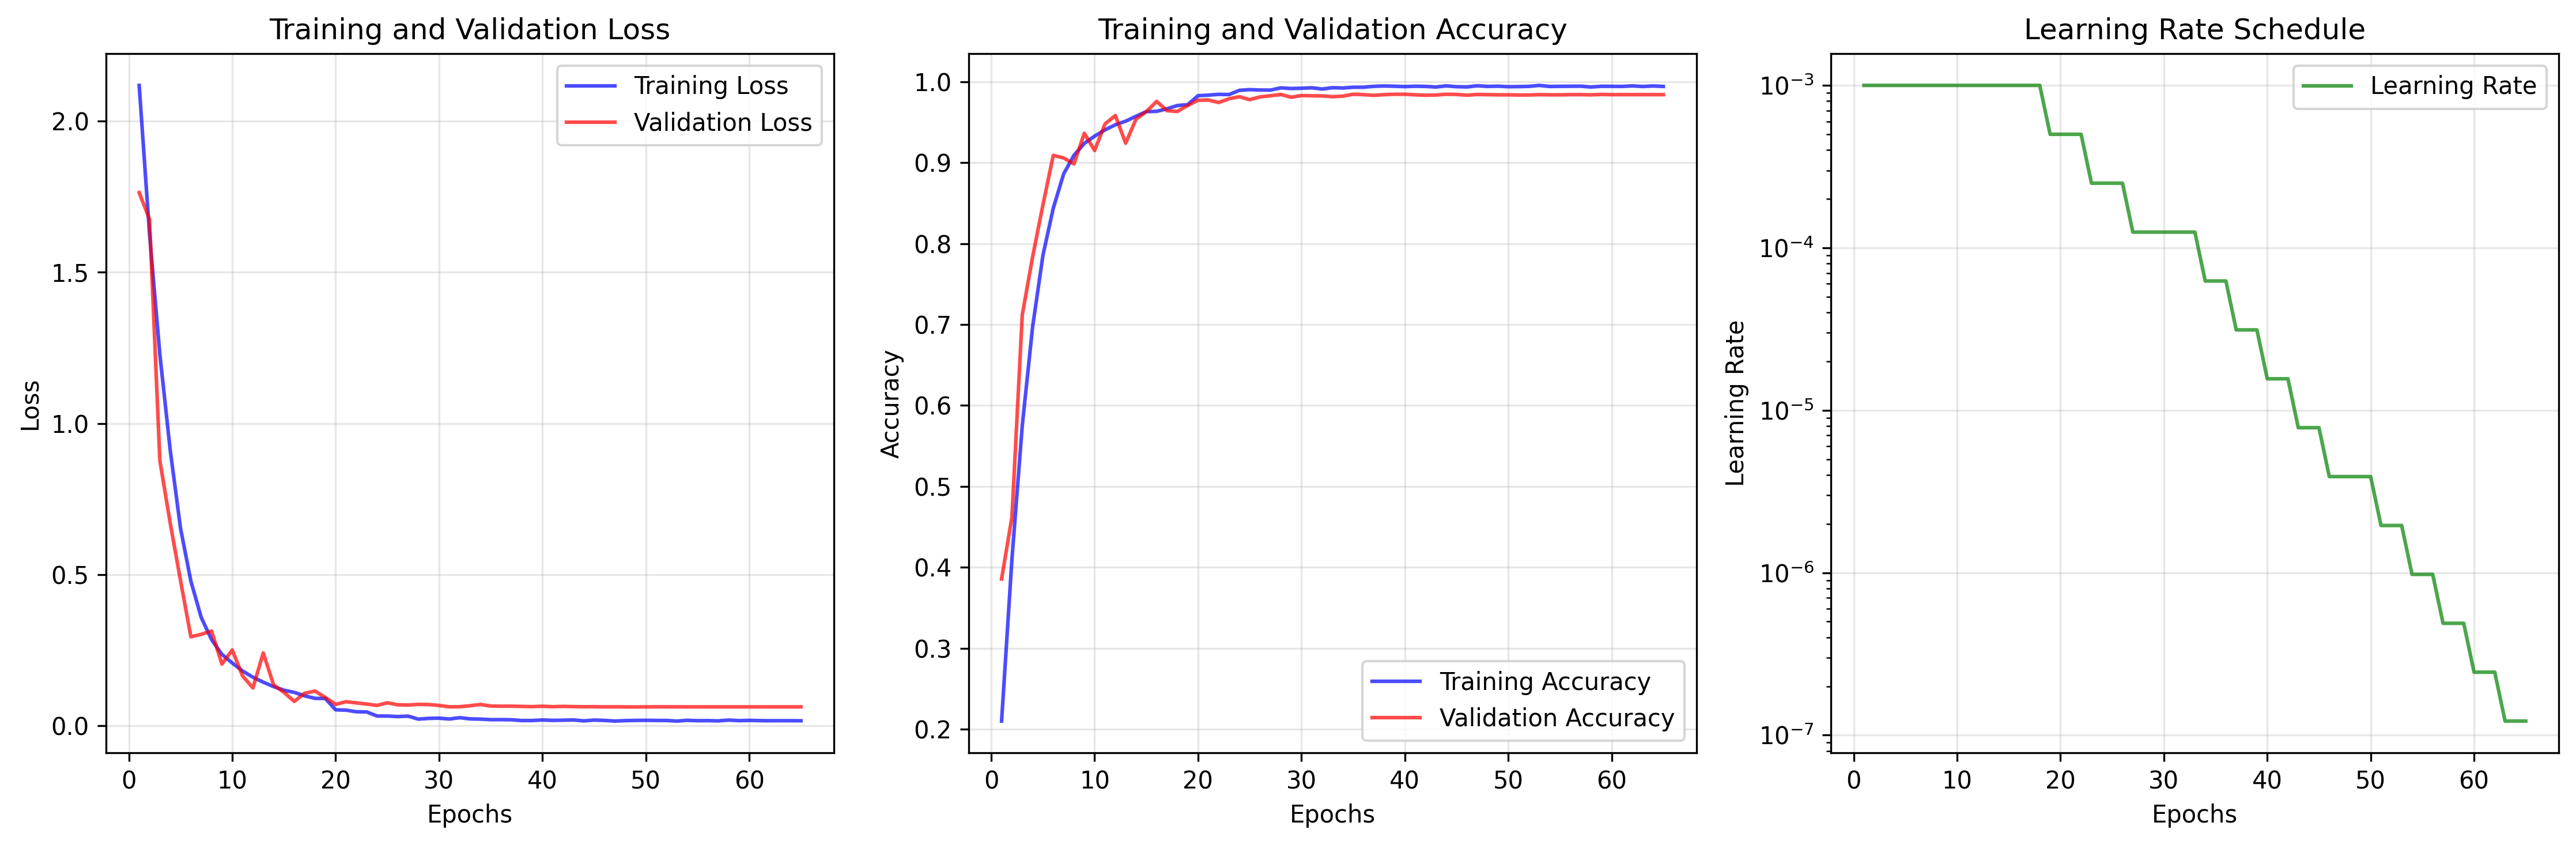 Training and Validation Loss
Training Loss
Validation Loss
2.0
1.5
1.0
0.5
0.0
Loss
0 10 20 30 40 50 60
Epochs
Training and Validation Accuracy
1.0
0.9
0.8
0.7
0.6
0.5
0.4
0.3
0.2
Accuracy
Training Accuracy
Validation Accuracy
0 10 20 30 40 50 60
Epochs
Learning Rate Schedule
Learning Rate
10⁻³
10⁻⁴
10⁻⁵
10⁻⁶
10⁻⁷
Learning Rate
0 10 20 30 40 50 60
Epochs